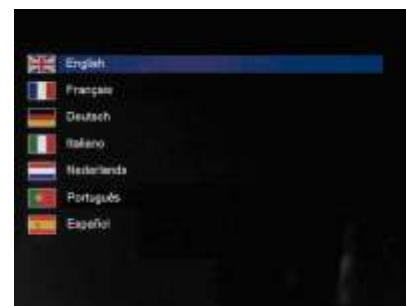 English
Français
Deutsch
Italiano
Nederlands
Português
Español